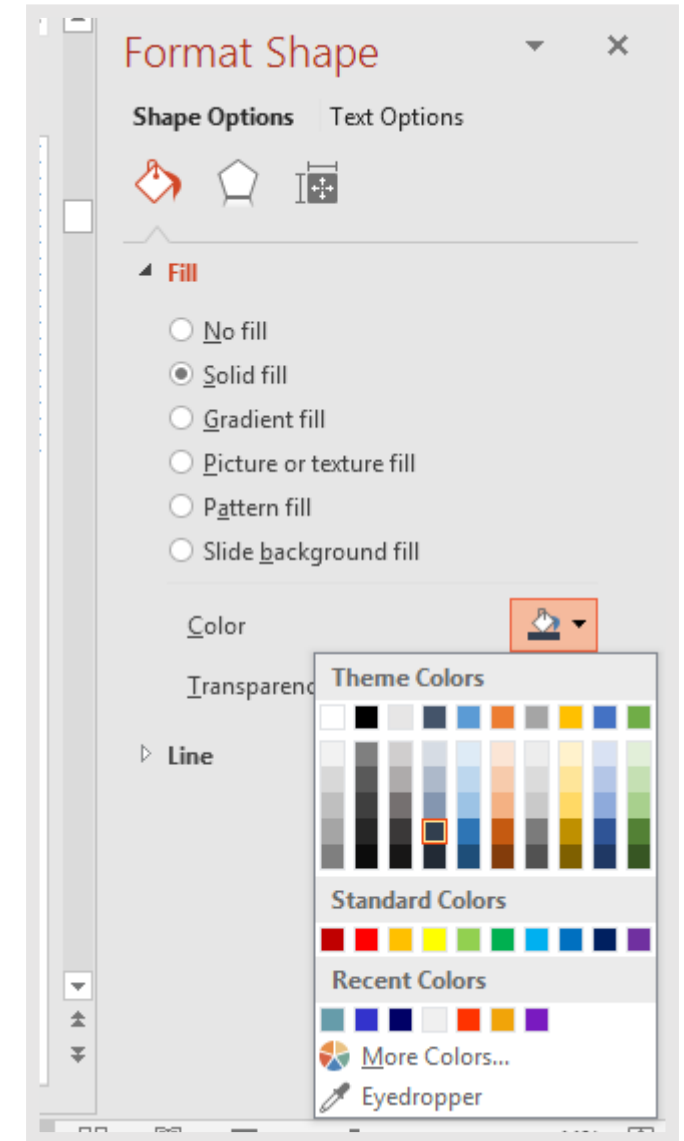 Format Shape
Shape Options Text Options
Fill
No fill
Solid fill
Gradient fill
Picture or texture fill
Pattern fill
Slide background fill
Color
Theme Colors
Line
Standard Colors
Recent Colors
More Colors...
Eyedropper